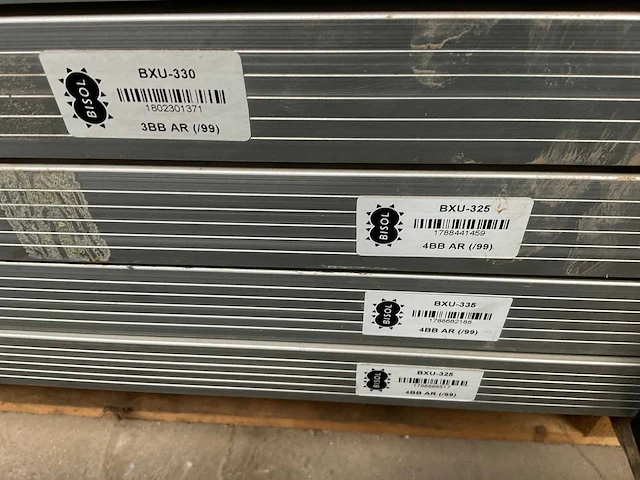 BISOL
BXU-330
1802301371
3BB AR (/99)
BISOL
BXU-325
1788441459
4BB AR (/99)
BISOL
BXU-335
1788682188
4BB AR (/99)
BISOL
BXU-325
4BB AR (/99)